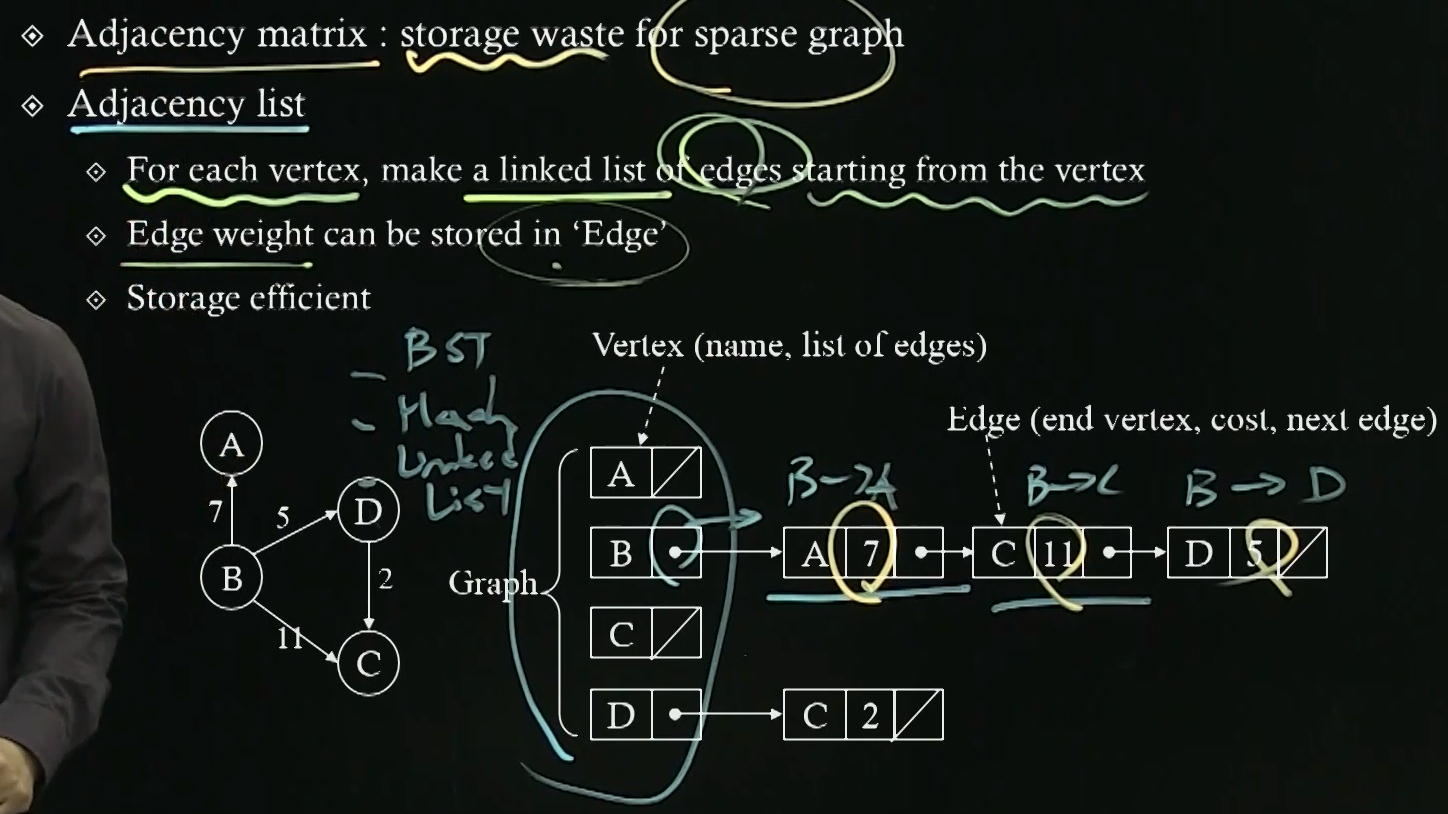 Adjacency matrix : storage waste for sparse graph
Adjacency list
For each vertex, make a linked list of edges starting from the vertex
Edge weight can be stored in ‘Edge’
Storage efficient
BST
Hash
Linked
List
Vertex (name, list of edges)
Edge (end vertex, cost, next edge)
A
7
5
D
B
2
11
C
Graph
A
B→A
B→C
B→D
B A 7 C 11 D 5
C
D C 2